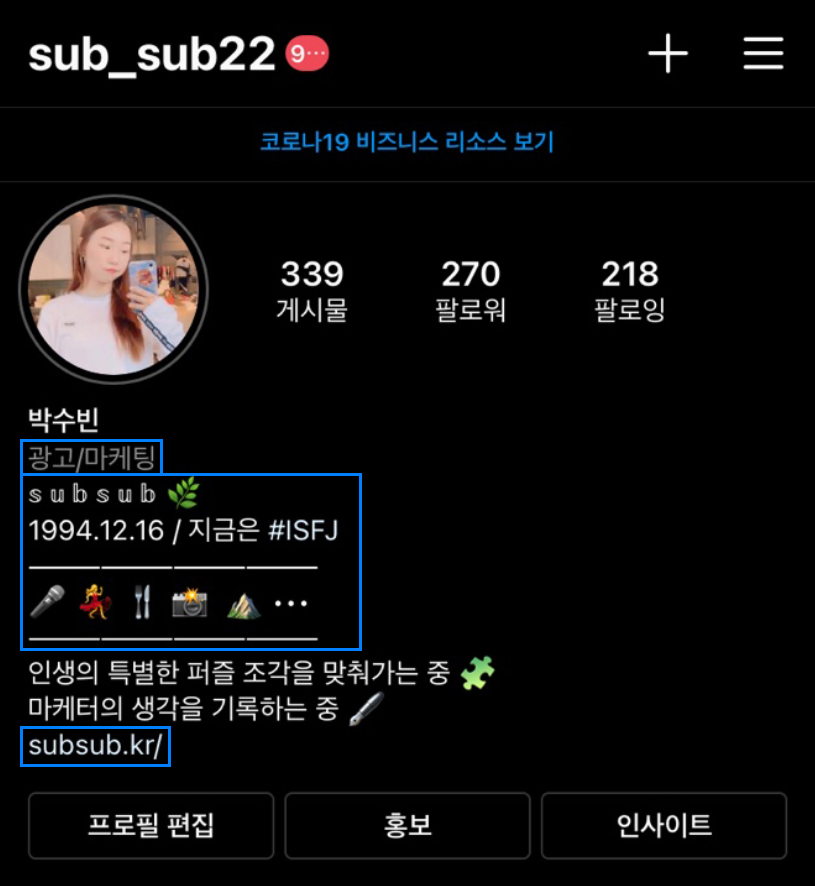 sub_sub22 9···
코로나19 비즈니스 리소스 보기
339 270 218
게시물 팔로워 팔로잉
박수빈
광고/마케팅
𝕤 𝕦 𝕓 𝕤 𝕦 𝕓 🌿
1994.12.16 / 지금은 #ISFJ
🎤 💃 🍴 📸 ⛰️ ···
인생의 특별한 퍼즐 조각을 맞춰가는 중 🧩
마케터의 생각을 기록하는 중 🖋️
subsub.kr/
프로필 편집 홍보 인사이트